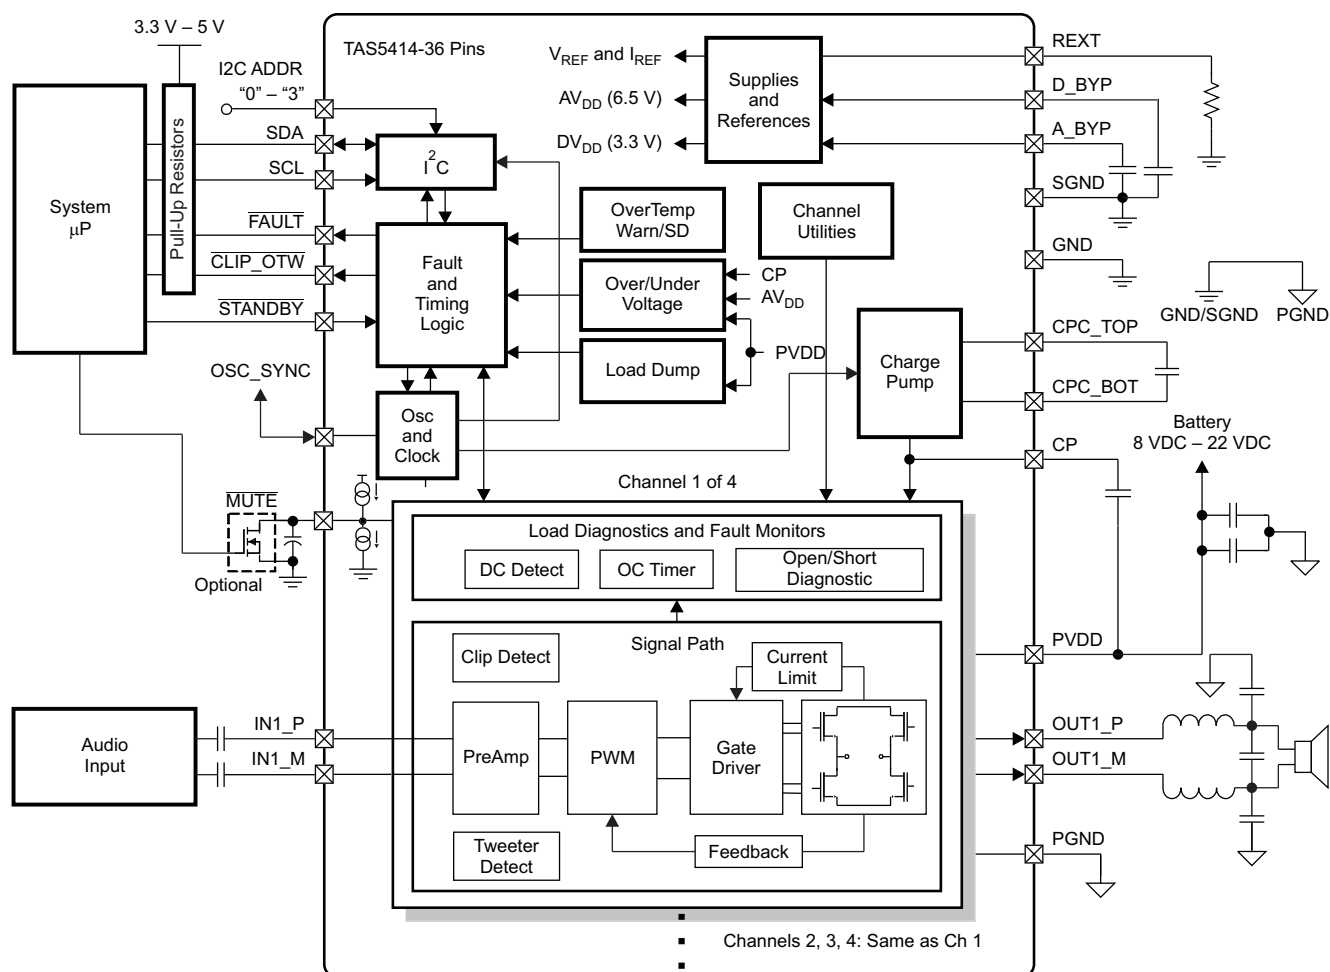 3.3 V – 5 V
TAS5414-36 Pins
I2C ADDR
“0” – “3”
SDA
SCL
FAULT
CLIP_OTW
STANDBY
System
μP
Pull-Up Resistors
OSC_SYNC
I²C
Fault
and
Timing
Logic
Osc
and
Clock
VREF and IREF
AVDD (6.5 V)
DVDD (3.3 V)
Supplies
and
References
OverTemp
Warn/SD
Channel
Utilities
Over/Under
Voltage
CP
AVDD
PVDD
Load Dump
Charge
Pump
REXT
D_BYP
A_BYP
SGND
GND
GND/SGND
PGND
CPC_TOP
CPC_BOT
CP
Battery
8 VDC – 22 VDC
MUTE
Optional
Channel 1 of 4
Load Diagnostics and Fault Monitors
DC Detect
OC Timer
Open/Short
Diagnostic
Signal Path
Clip Detect
Current
Limit
PVDD
Audio
Input
IN1_P
IN1_M
PreAmp
PWM
Gate
Driver
OUT1_P
OUT1_M
Tweeter
Detect
Feedback
PGND
Channels 2, 3, 4: Same as Ch 1